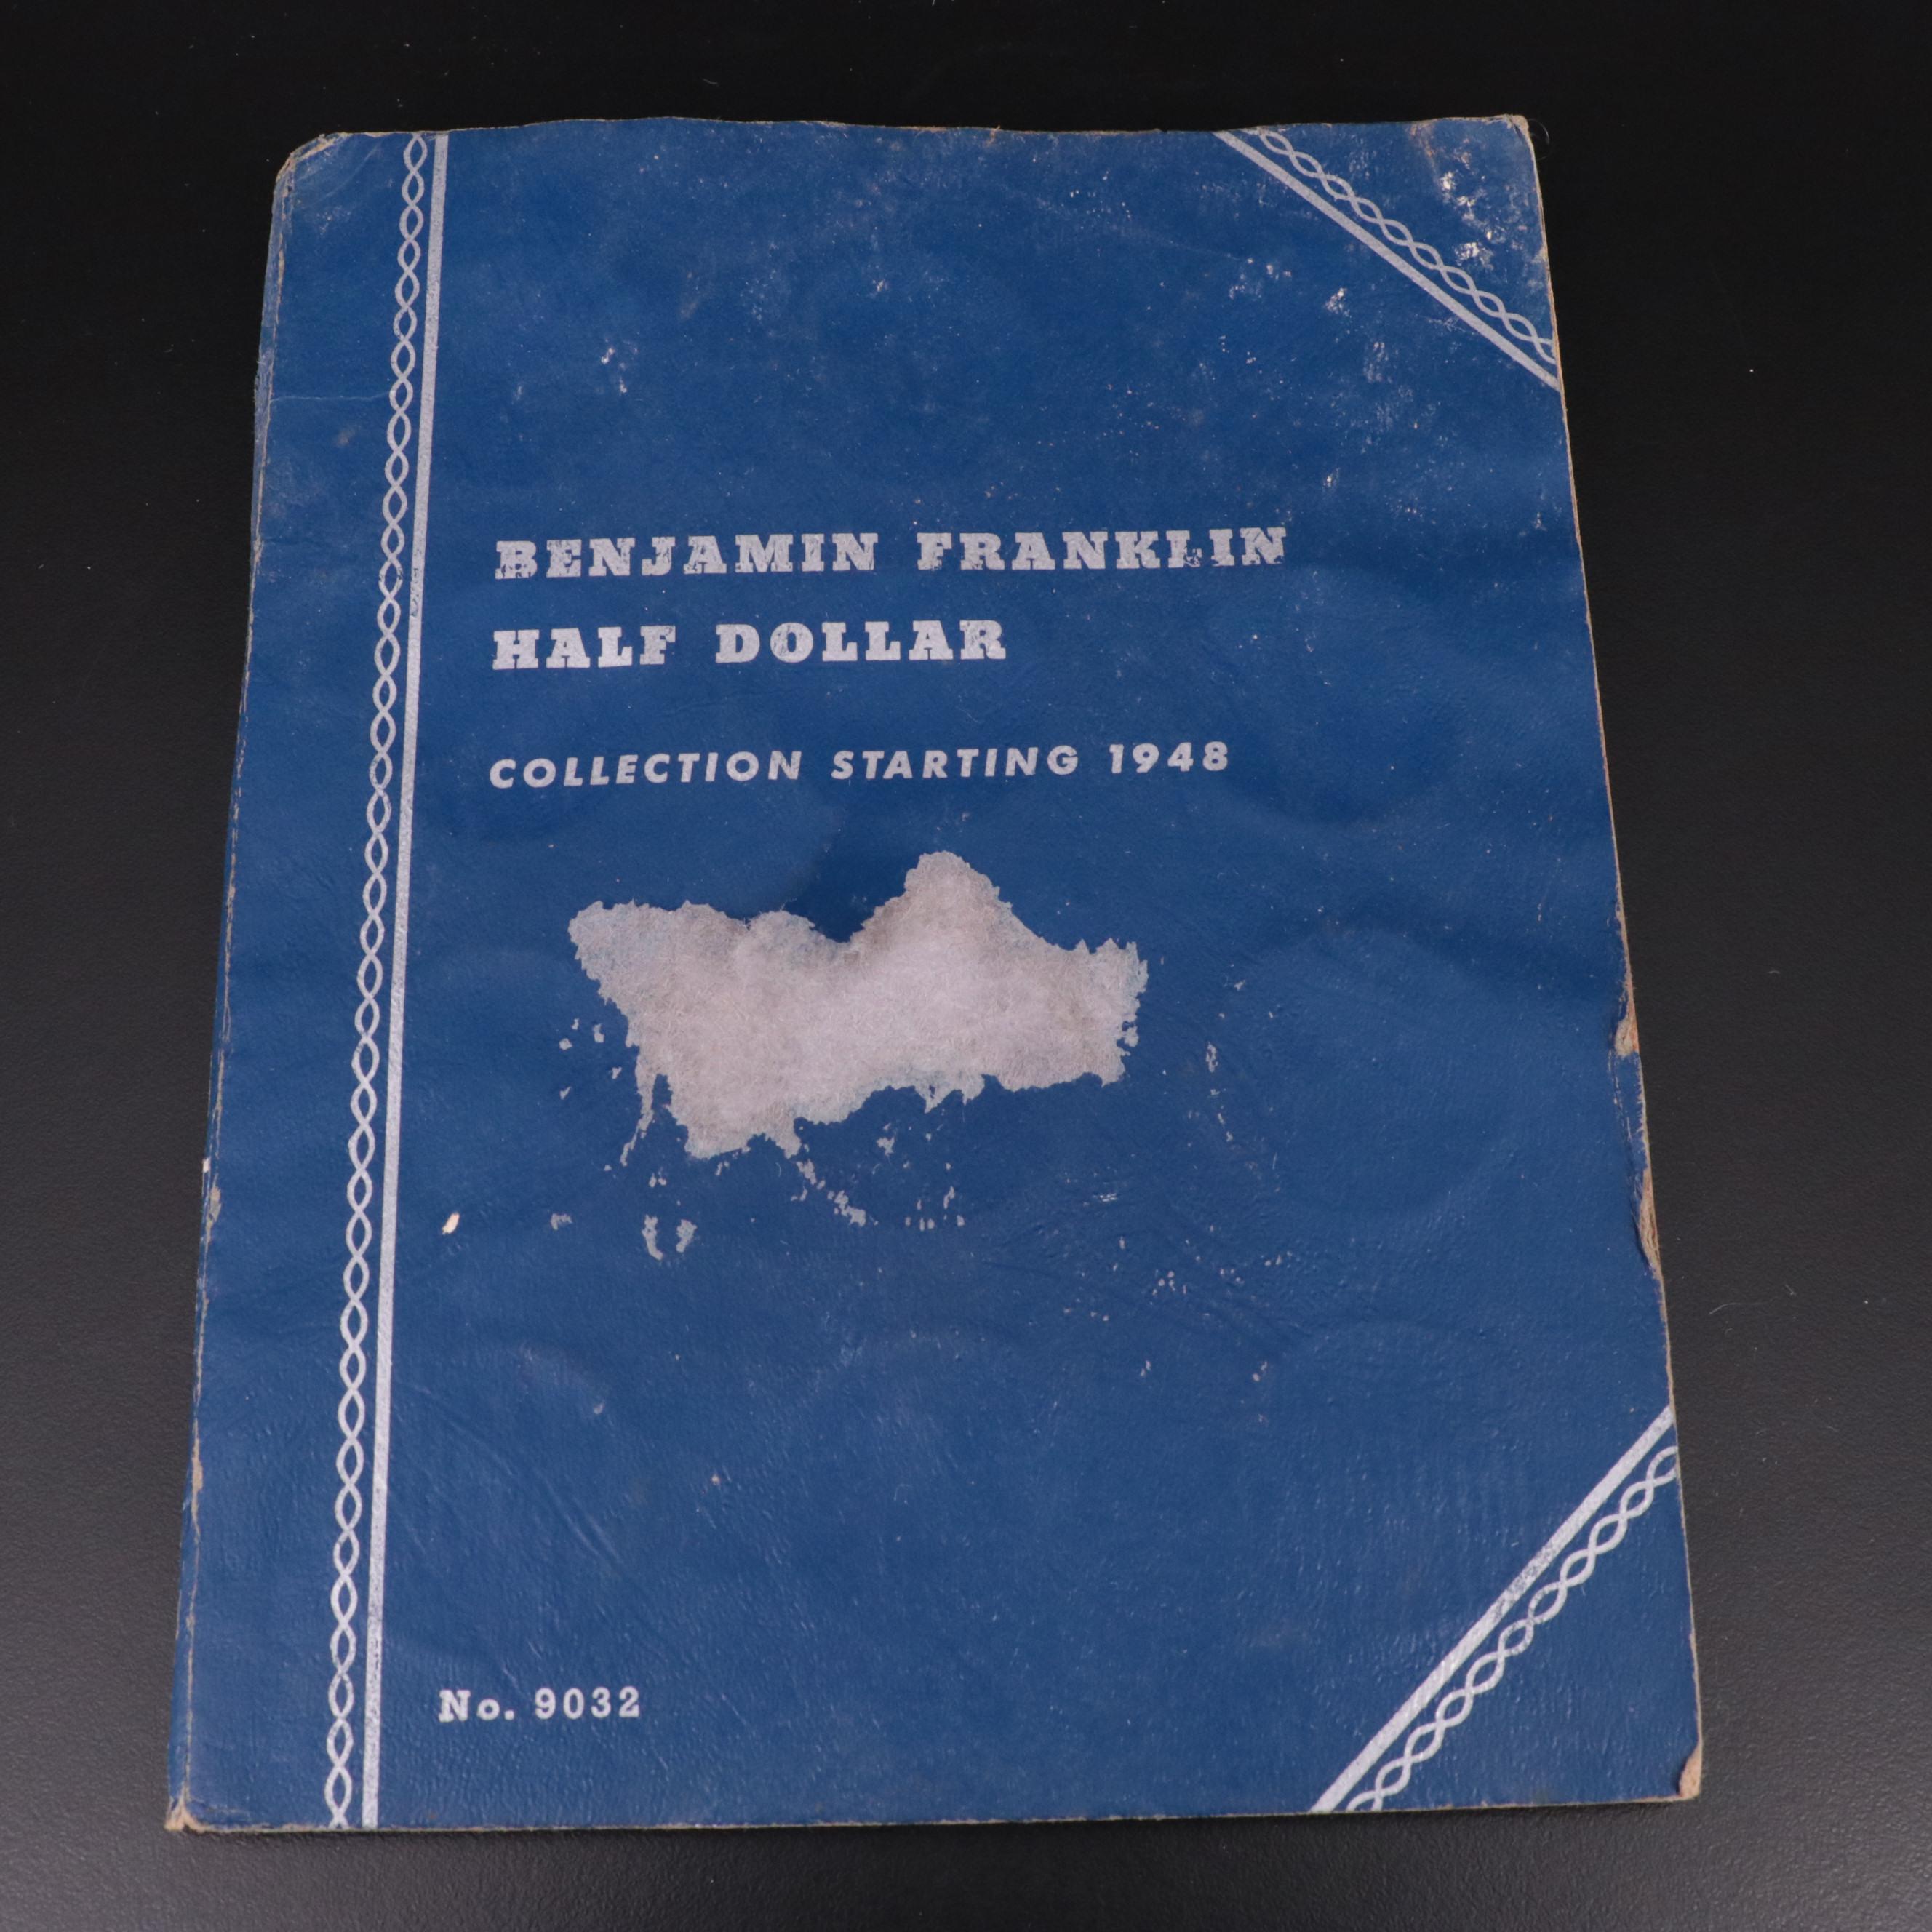 BENJAMIN FRANKLIN
HALF DOLLAR
COLLECTION STARTING 1948
No. 9032